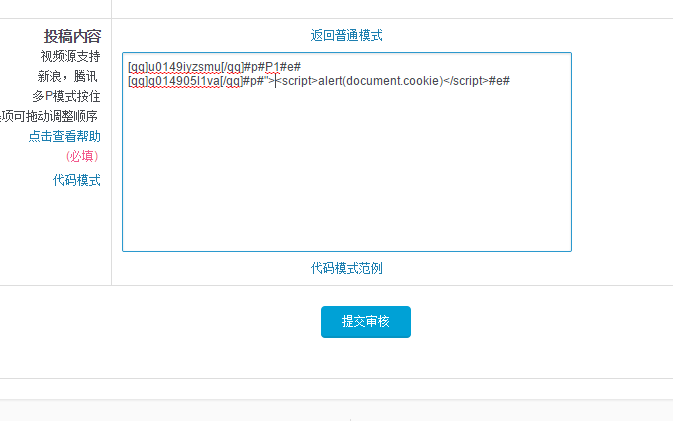 投稿内容
视频源支持
新浪，腾讯
多P模式按住
选项可拖动调整顺序
点击查看帮助
(必填)
代码模式
返回普通模式
[qq]u0149iyzsmu[/qq]#p#P1#e#
[qq]g014905l1va[/qq]#p#"><script>alert(document.cookie)</script>#e#
代码模式范例
提交审核